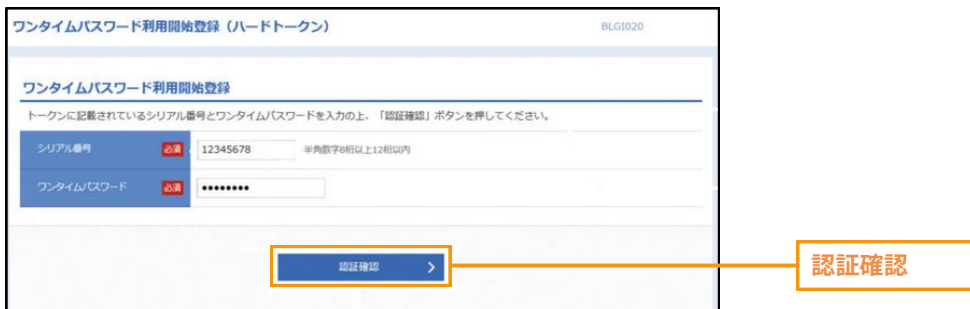 ワンタイムパスワード利用開始登録（ハードトークン） BLGI020
ワンタイムパスワード利用開始登録
トークンに記載されているシリアル番号とワンタイムパスワードを入力の上、「認証確認」ボタンを押してください。
シリアル番号 必須 12345678 半角数字8桁以上12桁以内
ワンタイムパスワード 必須 ••••••••
認証確認
認証確認